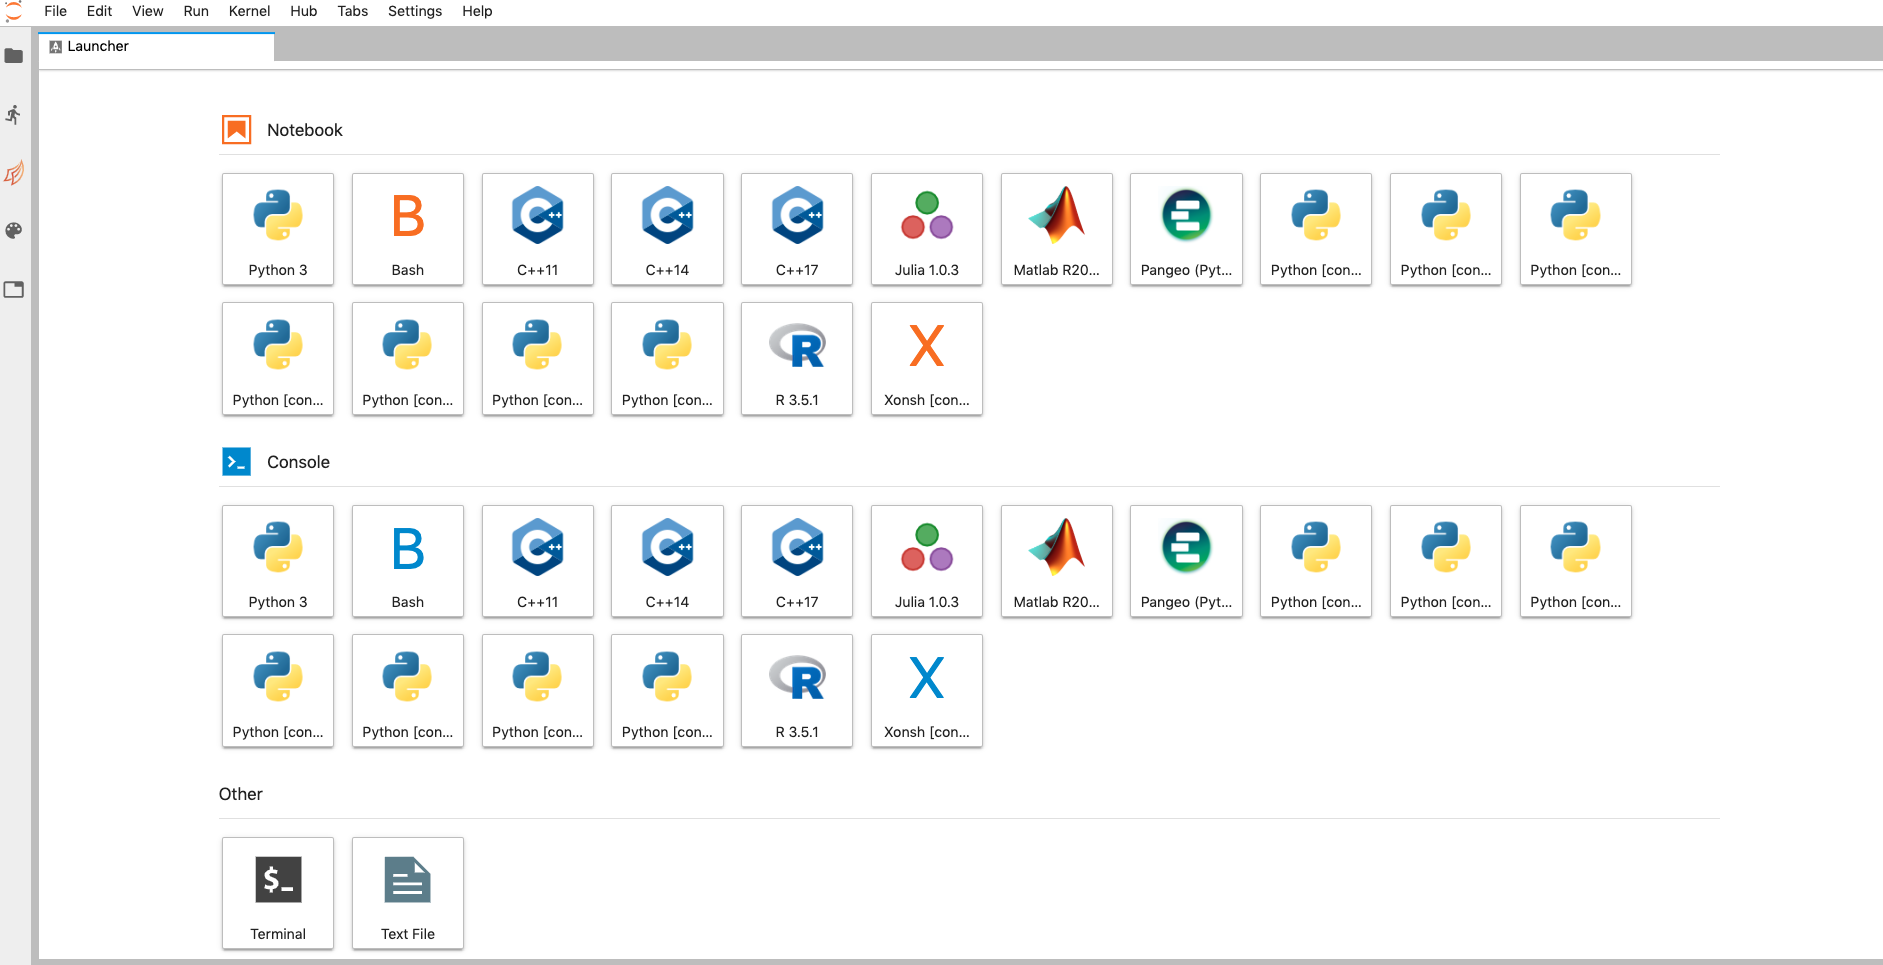 File Edit View Run Kernel Hub Tabs Settings Help
Launcher
Notebook
B
Python 3 Bash C++11 C++14 C++17 Julia 1.0.3 Matlab R20... Pangeo (Pyt... Python [con... Python [con... Python [con...
R X
Python [con... Python [con... Python [con... Python [con... R 3.5.1 Xonsh [con...
>_ Console
B
Python 3 Bash C++11 C++14 C++17 Julia 1.0.3 Matlab R20... Pangeo (Pyt... Python [con... Python [con... Python [con...
R X
Python [con... Python [con... Python [con... Python [con... R 3.5.1 Xonsh [con...
Other
$_
Terminal Text File